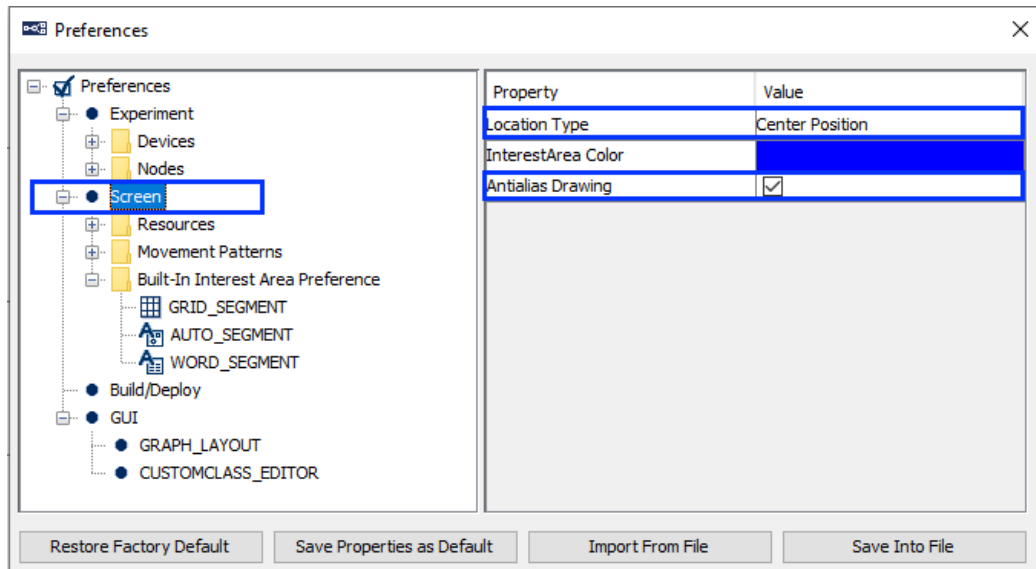 Preferences
Preferences
Experiment
Devices
Nodes
Screen
Resources
Movement Patterns
Built-In Interest Area Preference
GRID_SEGMENT
AUTO_SEGMENT
WORD_SEGMENT
Build/Deploy
GUI
GRAPH_LAYOUT
CUSTOMCLASS_EDITOR
Property Value
Location Type Center Position
InterestArea Color
Antialias Drawing
Restore Factory Default Save Properties as Default Import From File Save Into File